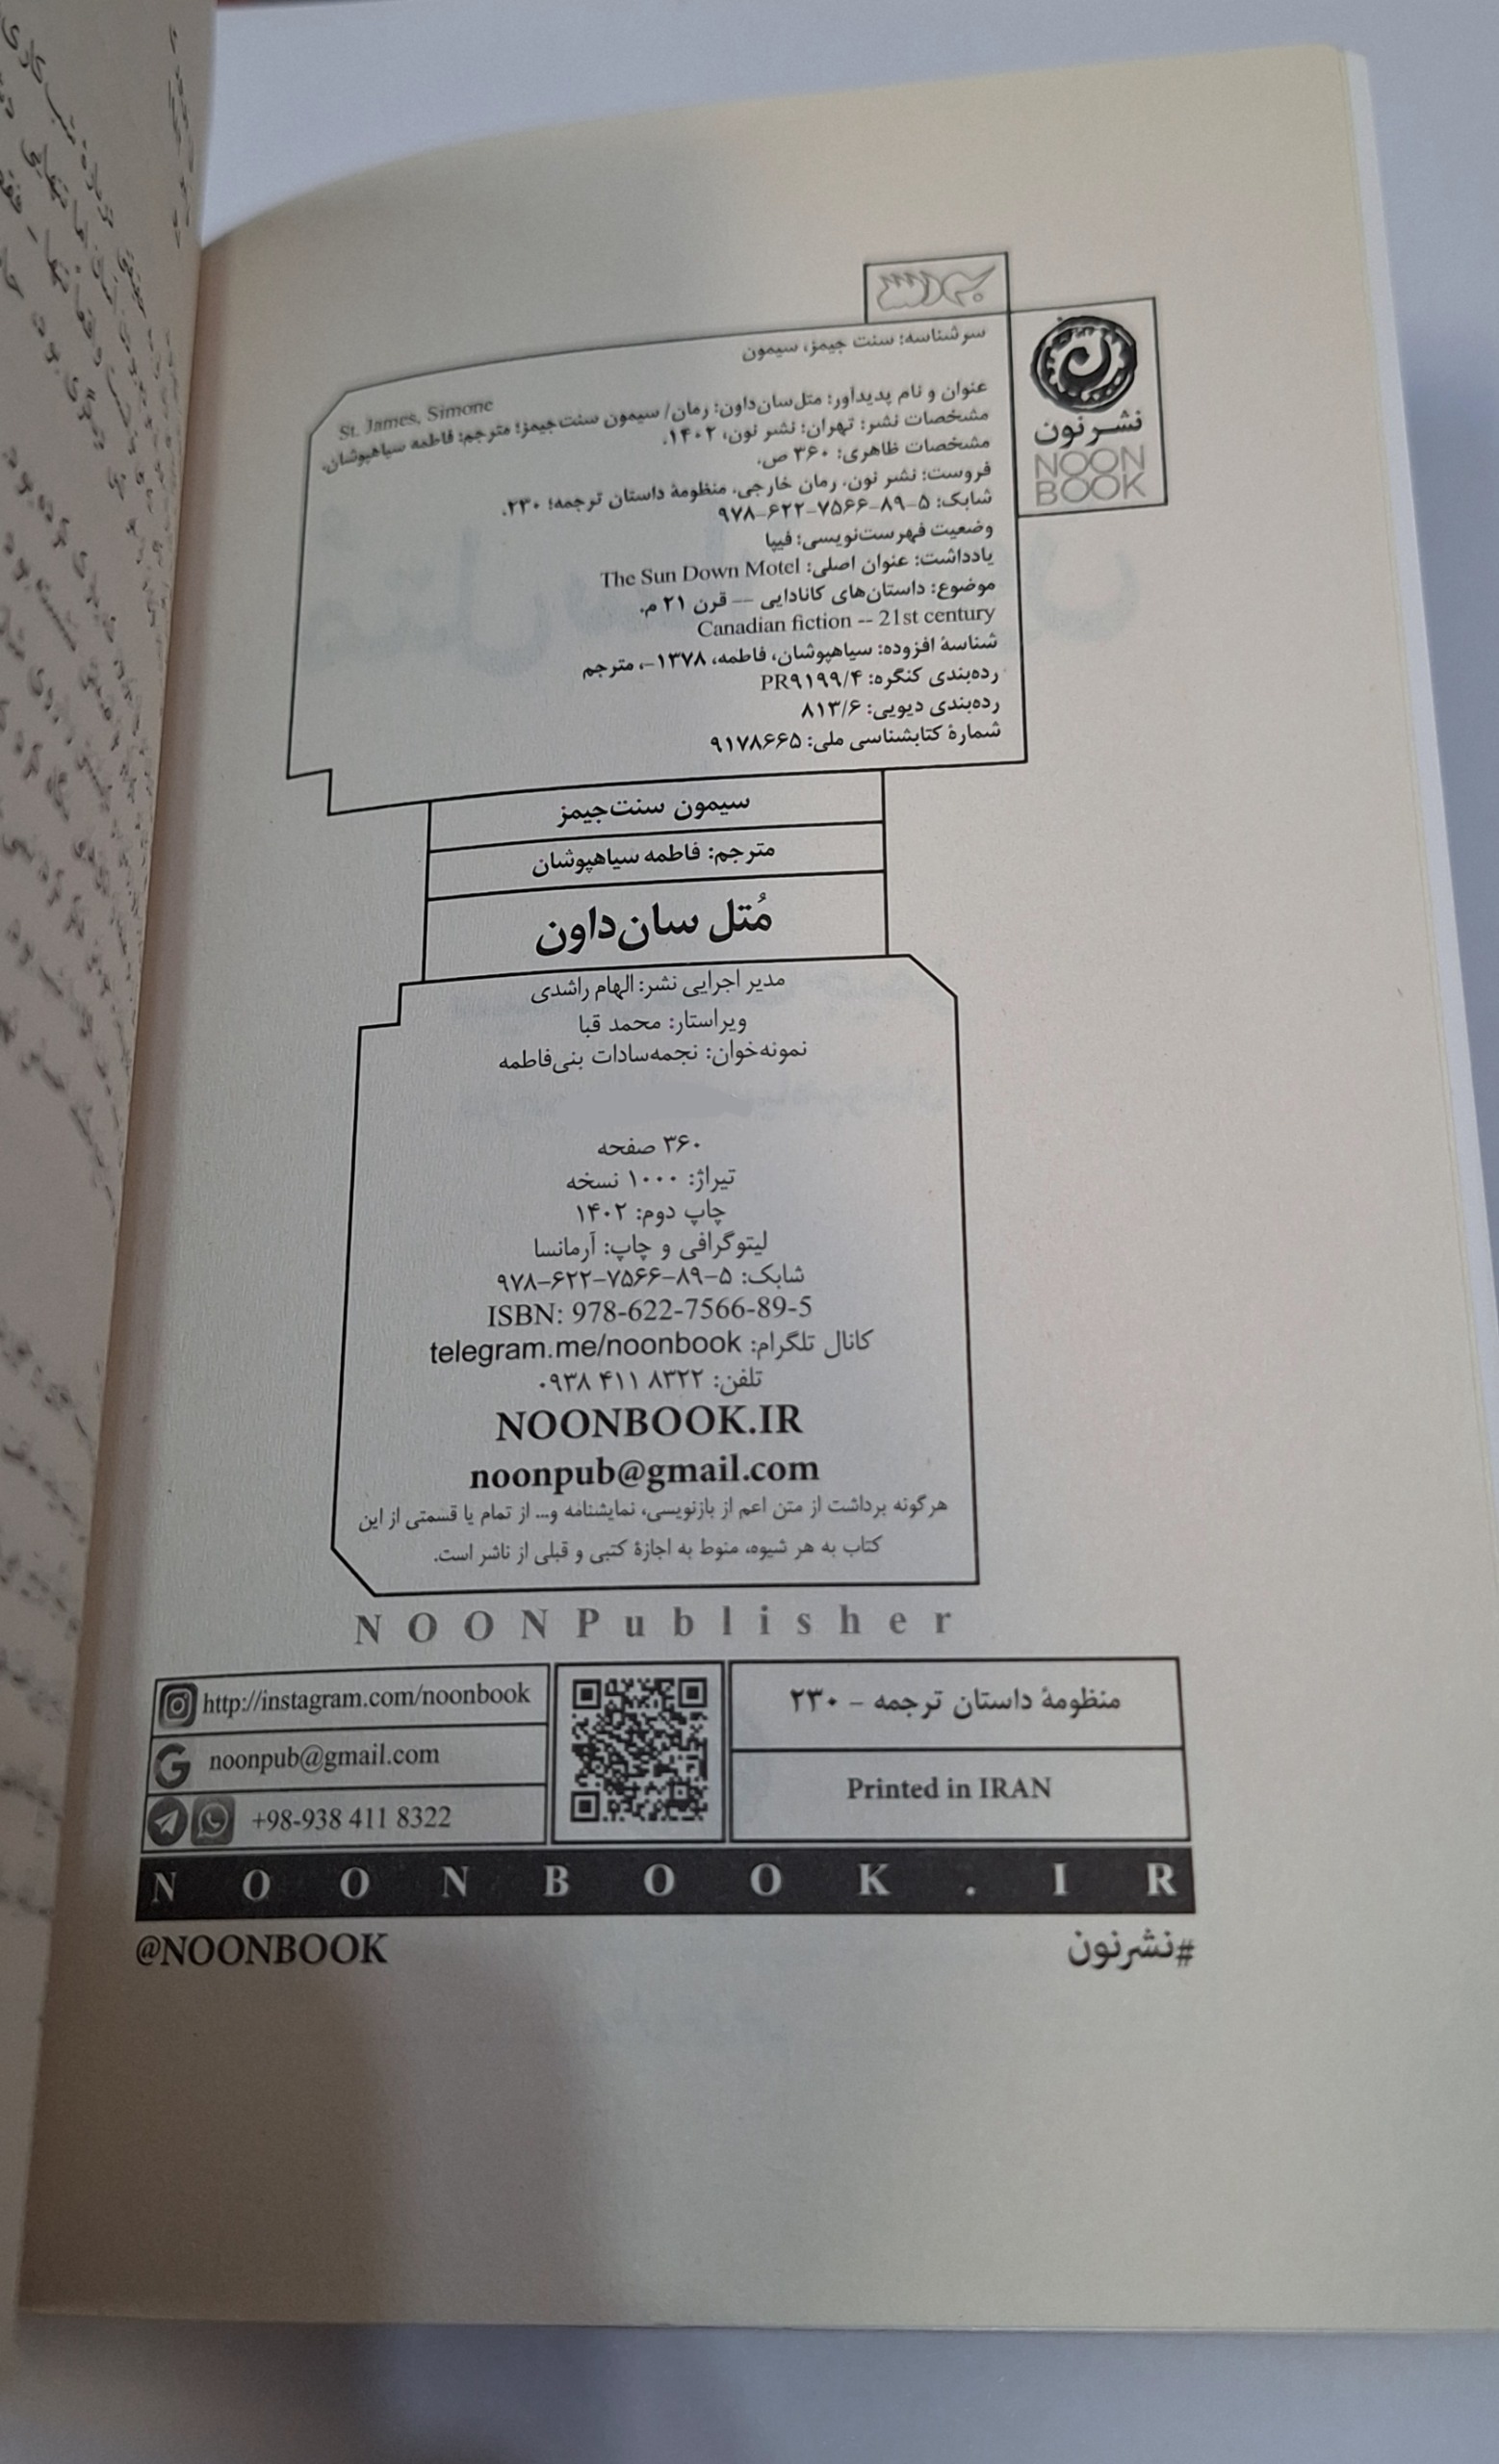 نشر نون
NOON
BOOK
سرشناسه: سنت جیمز، سیمون
St. James, Simone
عنوان و نام پدیدآور: متل‌سان‌داون: رمان/ سیمون سنت‌جیمز؛ مترجم: فاطمه سیاهپوشان.
مشخصات نشر: تهران: نشر نون، ۱۴۰۲.
مشخصات ظاهری: ۳۶۰ ص.
فروست: نشر نون، رمان خارجی، منظومهٔ داستان ترجمه؛ ۲۳۰.
شابک: ۵-۸۹-۷۵۶۶-۶۲۲-۹۷۸
وضعیت فهرست‌نویسی: فیپا
یادداشت: عنوان اصلی: The Sun Down Motel
موضوع: داستان‌های کانادایی -- قرن ۲۱ م.
Canadian fiction -- 21st century
شناسهٔ افزوده: سیاهپوشان، فاطمه، ۱۳۷۸-، مترجم
رده‌بندی کنگره: PR۹۱۹۹/۴
رده‌بندی دیویی: ۸۱۳/۶
شمارهٔ کتابشناسی ملی: ۹۱۷۸۶۶۵
سیمون سنت‌جیمز
مترجم: فاطمه سیاهپوشان
مُتل سان‌داون
مدیر اجرایی نشر: الهام راشدی
ویراستار: محمد قبا
نمونه‌خوان: نجمه‌سادات بنی‌فاطمه
۳۶۰ صفحه
تیراژ: ۱۰۰۰ نسخه
چاپ دوم: ۱۴۰۲
لیتوگرافی و چاپ: آرمانسا
شابک: ۵-۸۹-۷۵۶۶-۶۲۲-۹۷۸
ISBN: 978-622-7566-89-5
کانال تلگرام: telegram.me/noonbook
تلفن: ۸۳۲۲ ۴۱۱ ۰۹۳۸
NOONBOOK.IR
noonpub@gmail.com
هرگونه برداشت از متن اعم از بازنویسی، نمایشنامه و... از تمام یا قسمتی از این
کتاب به هر شیوه، منوط به اجازهٔ کتبی و قبلی از ناشر است.
NOONPublisher
منظومهٔ داستان ترجمه - ۲۳۰
Printed in IRAN
http://instagram.com/noonbook
noonpub@gmail.com
+98-938 411 8322
NOONBOOK.IR
@NOONBOOK
#نشرنون